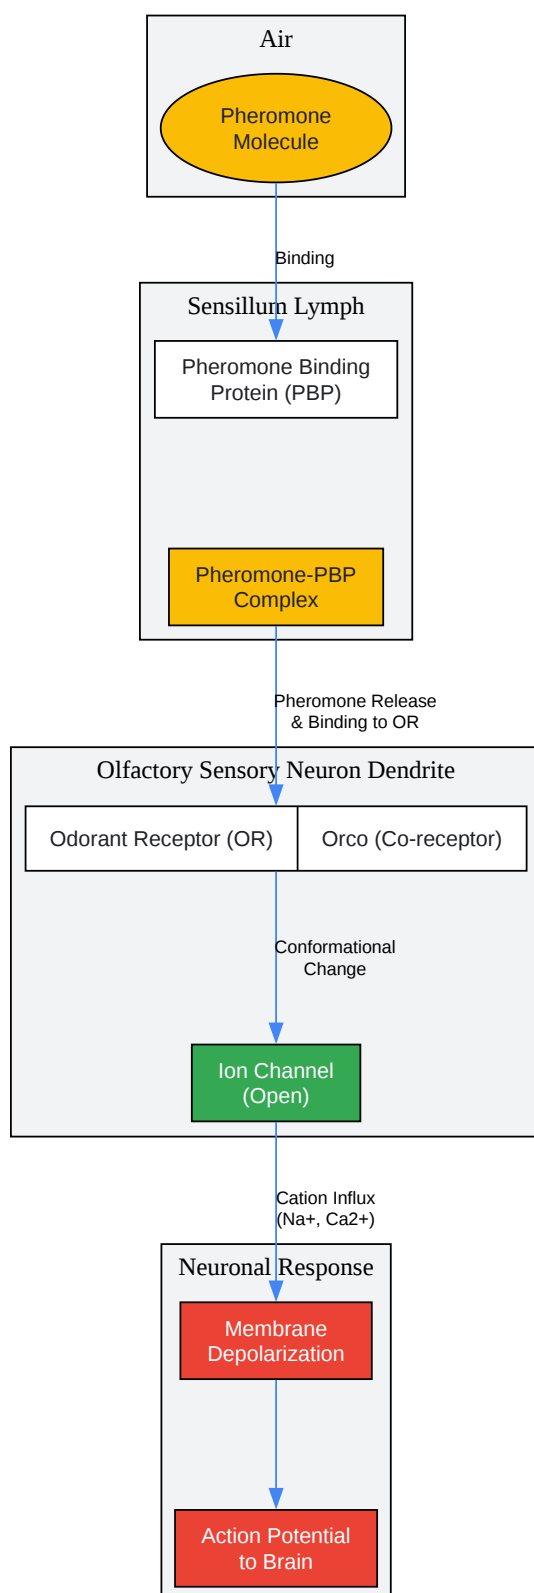 Air
Pheromone
Molecule
Binding
Sensillum Lymph
Pheromone Binding
Protein (PBP)
Pheromone-PBP
Complex
Pheromone Release
& Binding to OR
Olfactory Sensory Neuron Dendrite
Odorant Receptor (OR)
Orco (Co-receptor)
Conformational
Change
Ion Channel
(Open)
Cation Influx
(Na+, Ca2+)
Neuronal Response
Membrane
Depolarization
Action Potential
to Brain